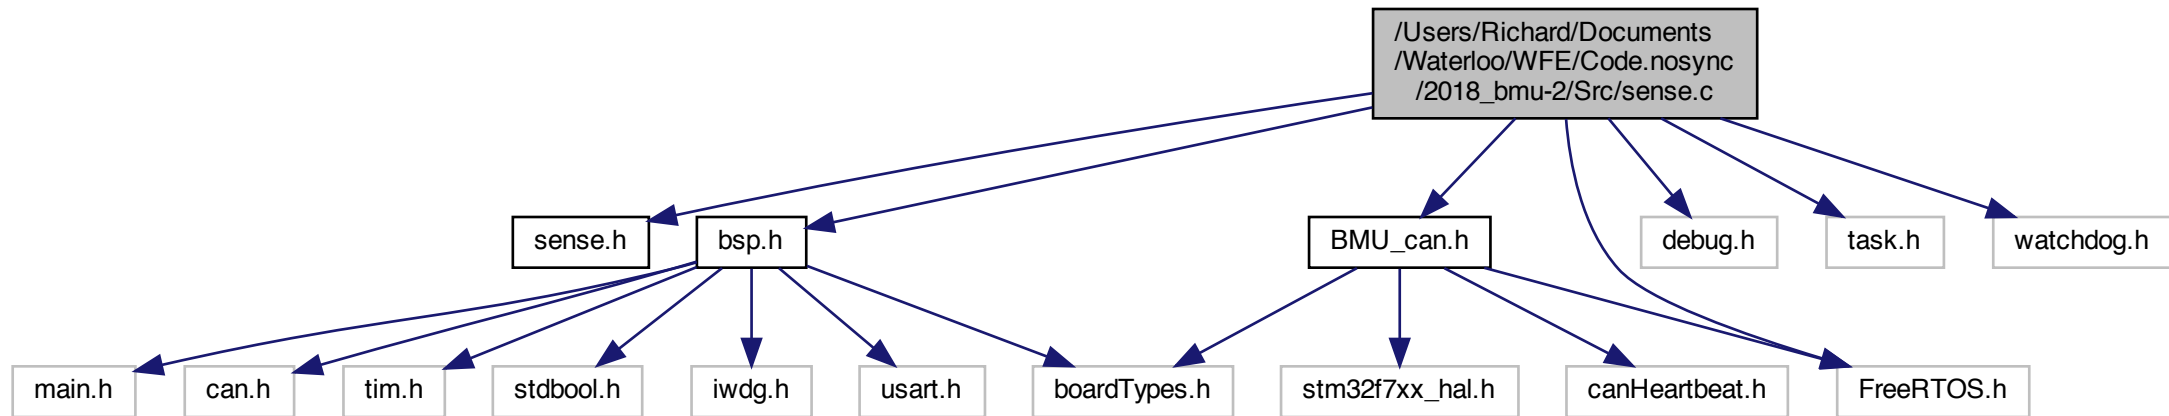 /Users/Richard/Documents
/Waterloo/WFE/Code.nosync
/2018_bmu-2/Src/sense.c
sense.h
bsp.h
BMU_can.h
debug.h
task.h
watchdog.h
main.h
can.h
tim.h
stdbool.h
iwdg.h
usart.h
boardTypes.h
stm32f7xx_hal.h
canHeartbeat.h
FreeRTOS.h